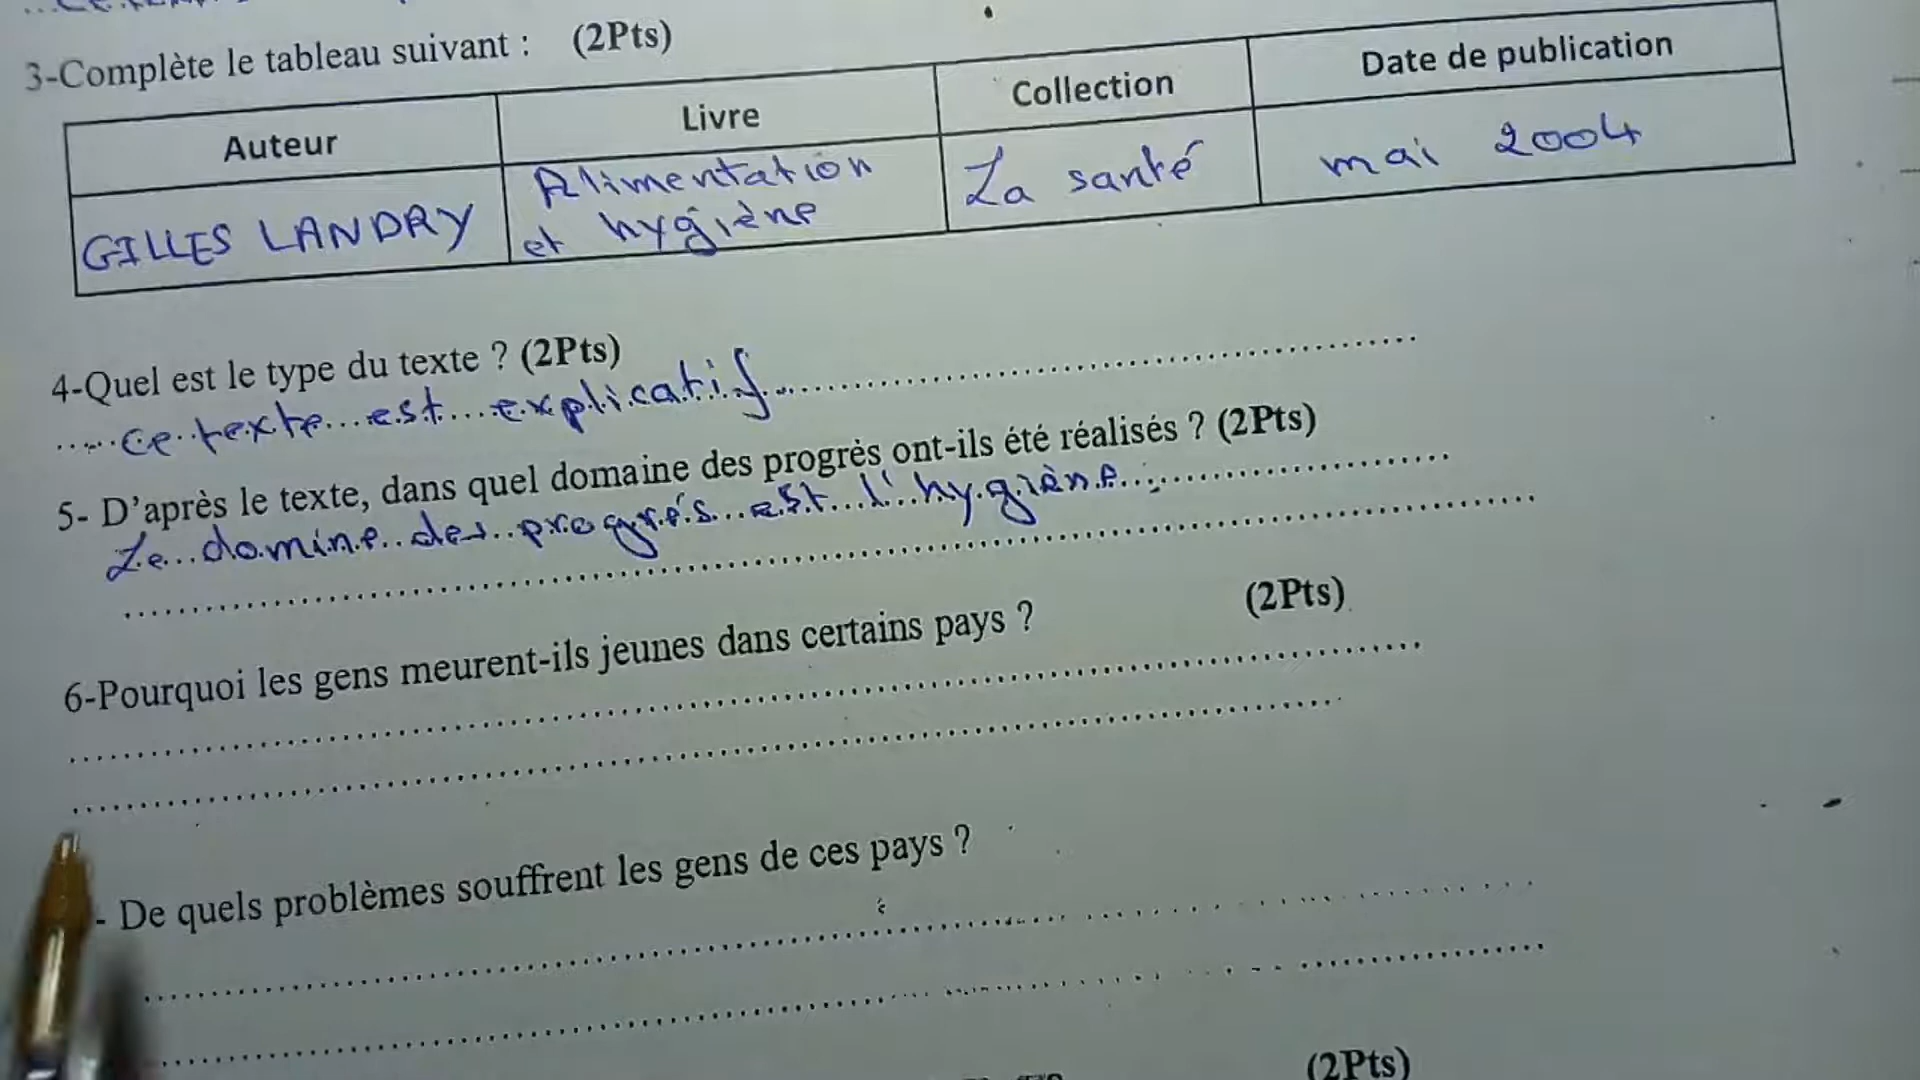 3-Complète le tableau suivant : (2Pts)
Auteur Livre Collection Date de publication
GILLES LANDRY Alimentation et hygiène La santé mai 2004
4-Quel est le type du texte ? (2Pts)
Ce texte est explicatif
5- D'après le texte, dans quel domaine des progrès ont-ils été réalisés ? (2Pts)
Le domine des progrés est l'hygiène.
6-Pourquoi les gens meurent-ils jeunes dans certains pays ? (2Pts)
- De quels problèmes souffrent les gens de ces pays ?
(2Pts)